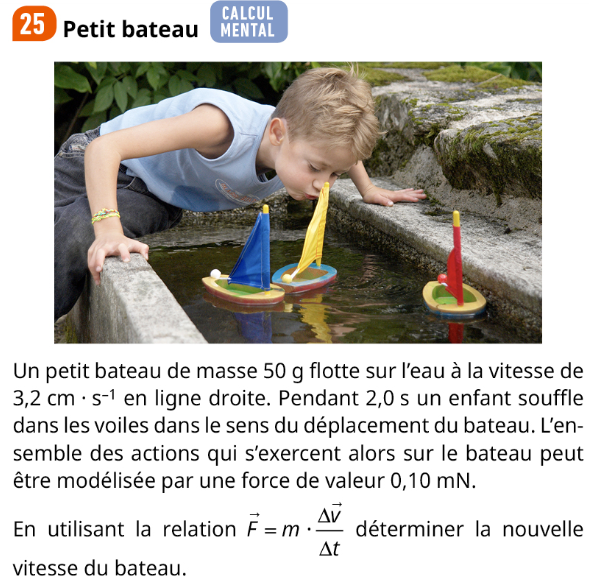 25 Petit bateau CALCUL MENTAL
Un petit bateau de masse 50 g flotte sur l'eau à la vitesse de
3,2 cm · s⁻¹ en ligne droite. Pendant 2,0 s un enfant souffle
dans les voiles dans le sens du déplacement du bateau. L'en-
semble des actions qui s'exercent alors sur le bateau peut
être modélisée par une force de valeur 0,10 mN.
En utilisant la relation F⃗ = m · Δv⃗/Δt déterminer la nouvelle
vitesse du bateau.